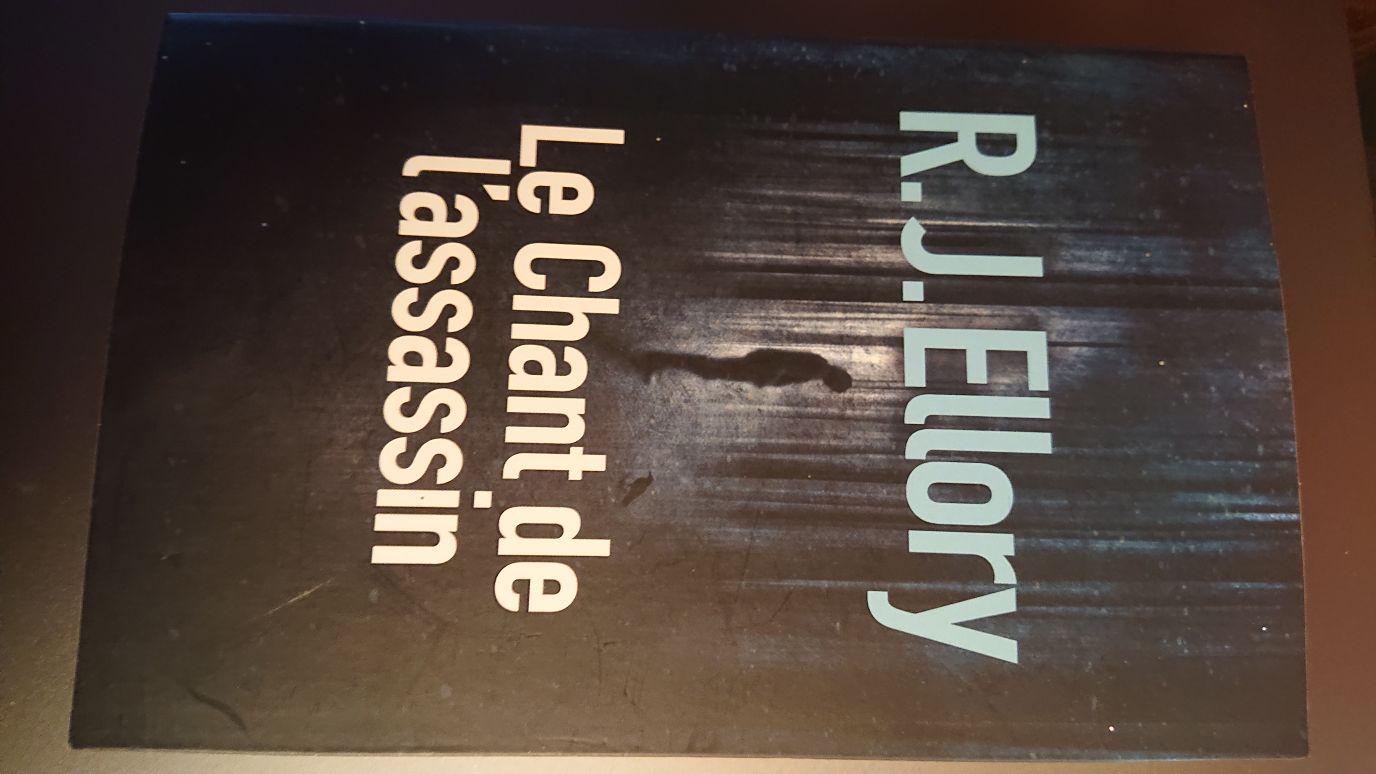 R.J. Ellory
Le Chant de
l'assassin